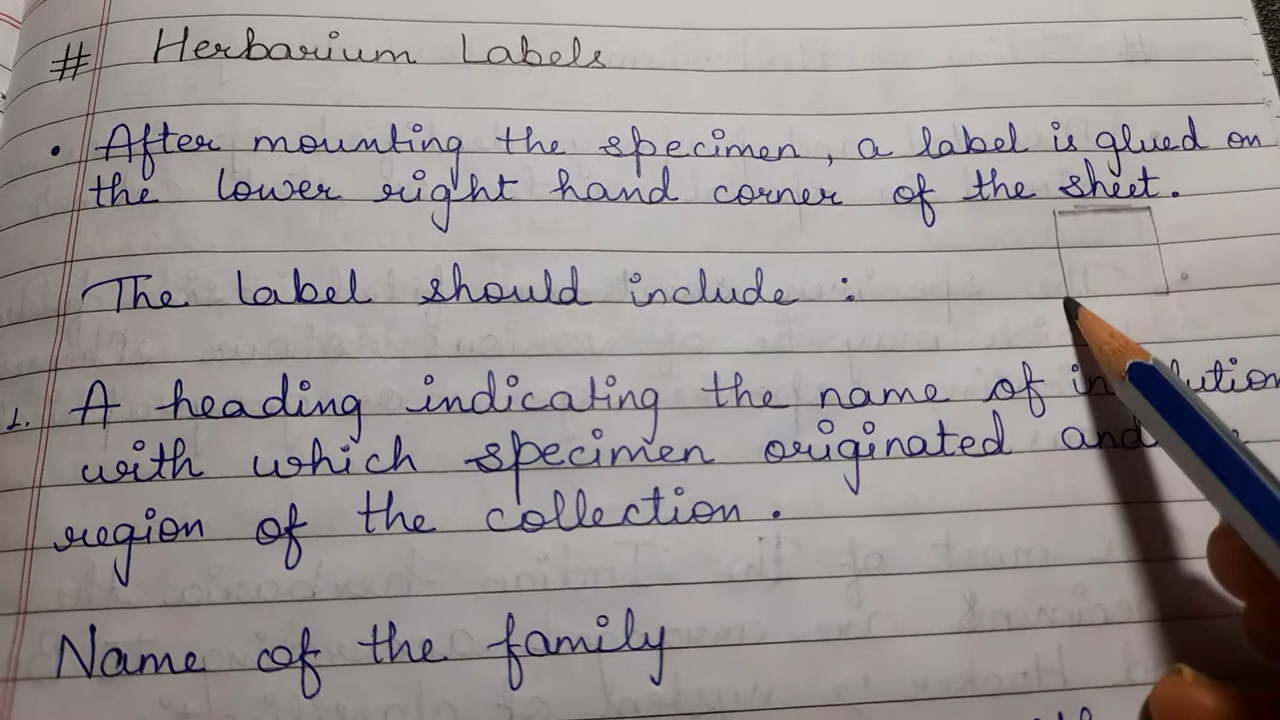 # Herbarium Labels
• After mounting the specimen, a label is glued on
the lower right hand corner of the sheet.
The label should include :
1. A heading indicating the name of
with which specimen originated and
region of the collection.
Name of the family